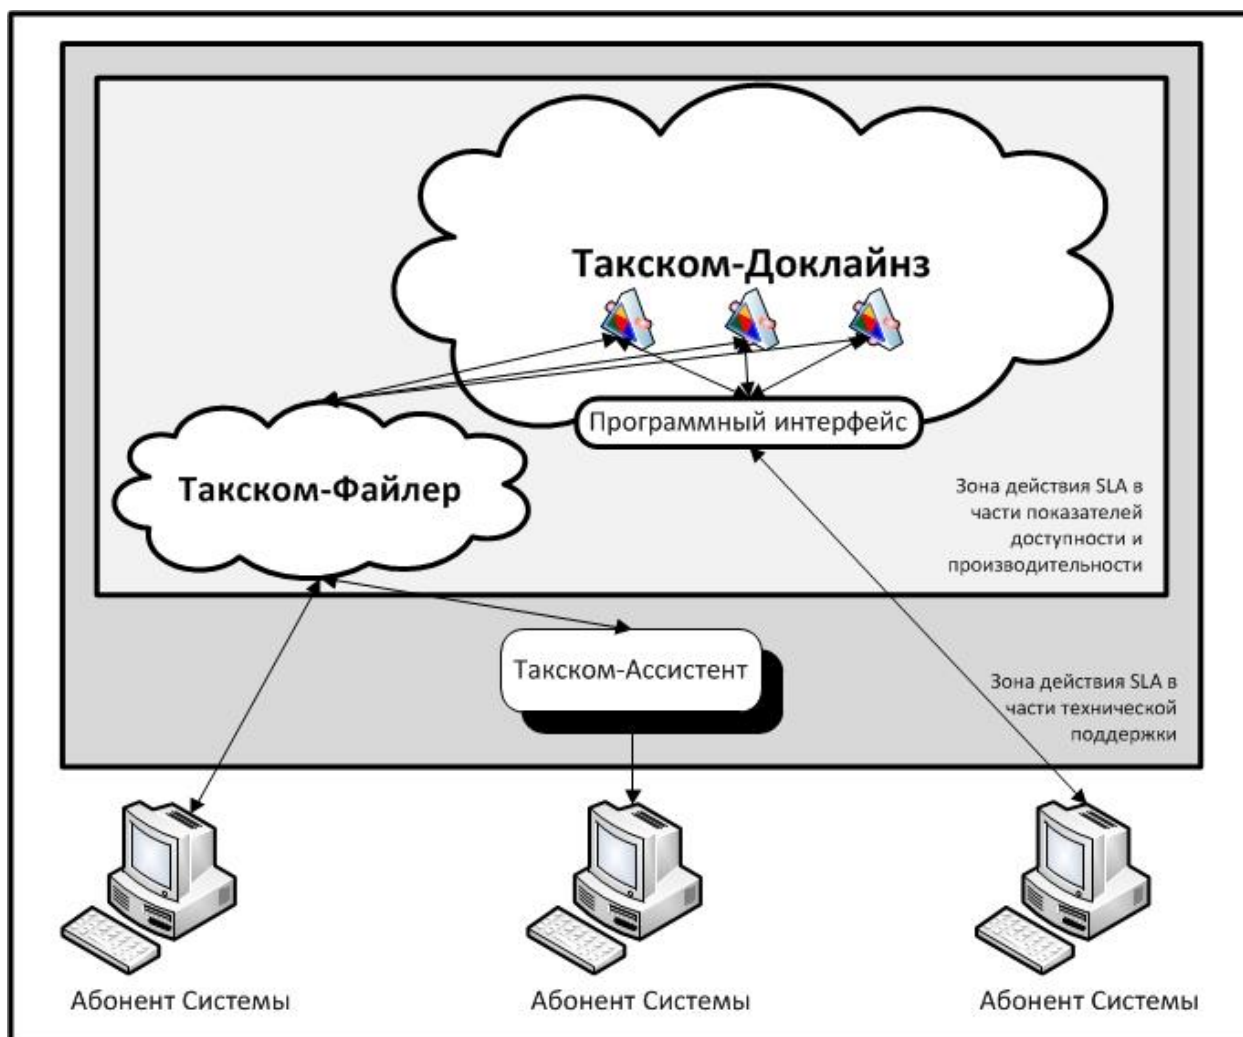 Такском-Доклайнз
Программный интерфейс
Такском-Файлер
Зона действия SLA в
части показателей
доступности и
производительности
Такском-Ассистент
Зона действия SLA в
части технической
поддержки
Абонент Системы
Абонент Системы
Абонент Системы